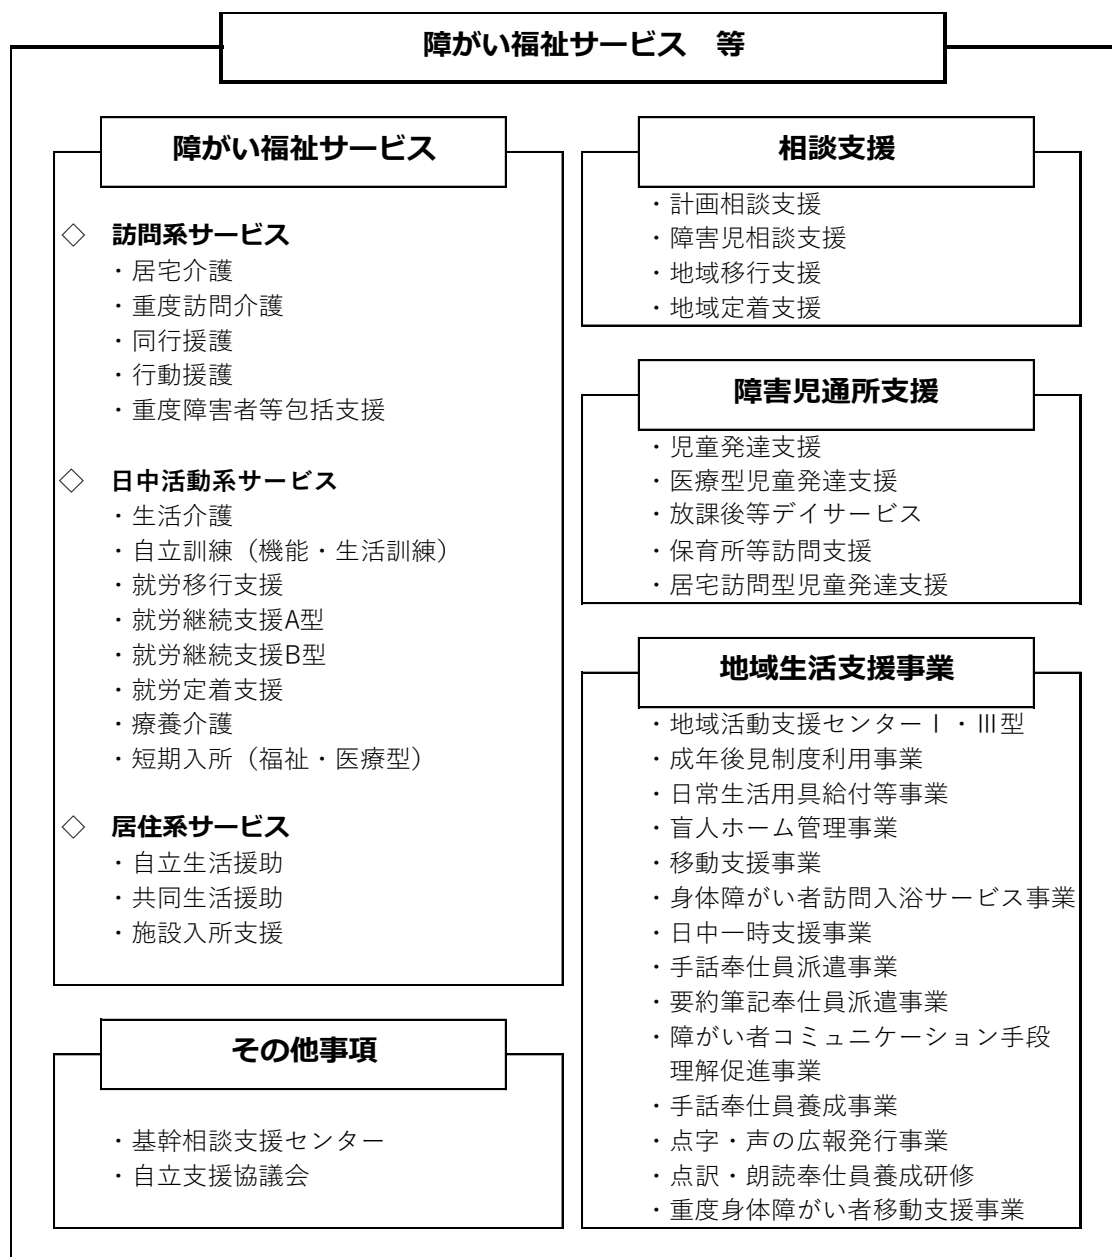 障がい福祉サービス　等
障がい福祉サービス
◇　訪問系サービス
・居宅介護
・重度訪問介護
・同行援護
・行動援護
・重度障害者等包括支援
◇　日中活動系サービス
・生活介護
・自立訓練（機能・生活訓練）
・就労移行支援
・就労継続支援A型
・就労継続支援B型
・就労定着支援
・療養介護
・短期入所（福祉・医療型）
◇　居住系サービス
・自立生活援助
・共同生活援助
・施設入所支援
その他事項
・基幹相談支援センター
・自立支援協議会
相談支援
・計画相談支援
・障害児相談支援
・地域移行支援
・地域定着支援
障害児通所支援
・児童発達支援
・医療型児童発達支援
・放課後等デイサービス
・保育所等訪問支援
・居宅訪問型児童発達支援
地域生活支援事業
・地域活動支援センターⅠ・Ⅲ型
・成年後見制度利用事業
・日常生活用具給付等事業
・盲人ホーム管理事業
・移動支援事業
・身体障がい者訪問入浴サービス事業
・日中一時支援事業
・手話奉仕員派遣事業
・要約筆記奉仕員派遣事業
・障がい者コミュニケーション手段
理解促進事業
・手話奉仕員養成事業
・点字・声の広報発行事業
・点訳・朗読奉仕員養成研修
・重度身体障がい者移動支援事業